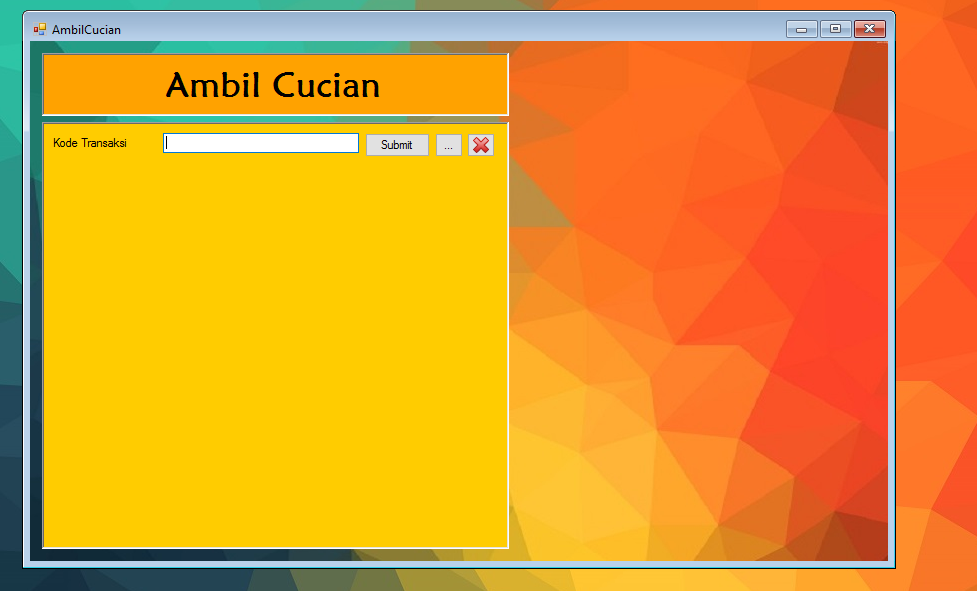 AmbilCucian
Ambil Cucian
Kode Transaksi
Submit
...